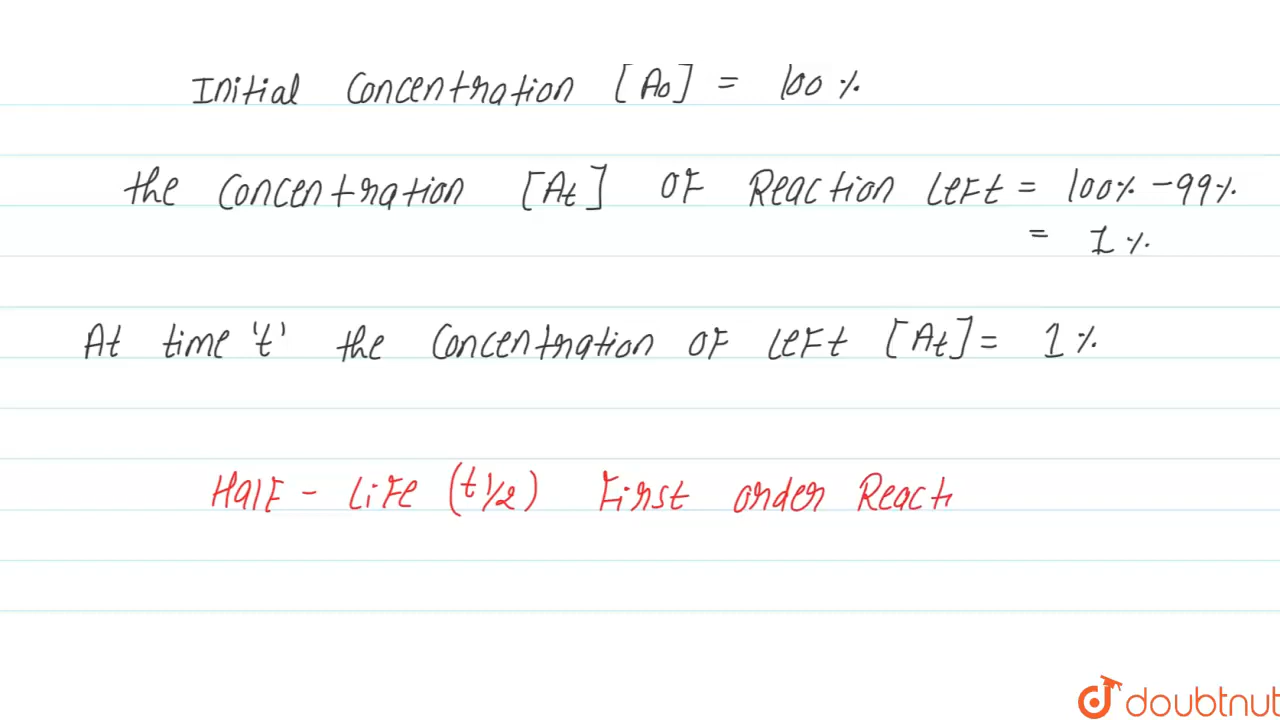 Initial Concentration [A0] = 100%
the Concentration [At] OF Reaction LeFt = 100% - 99%
= 1%
At time 't' the Concentration OF LeFt [At] = 1%
HalF - LiFe (t1/2) First order Reacti
doubtnut